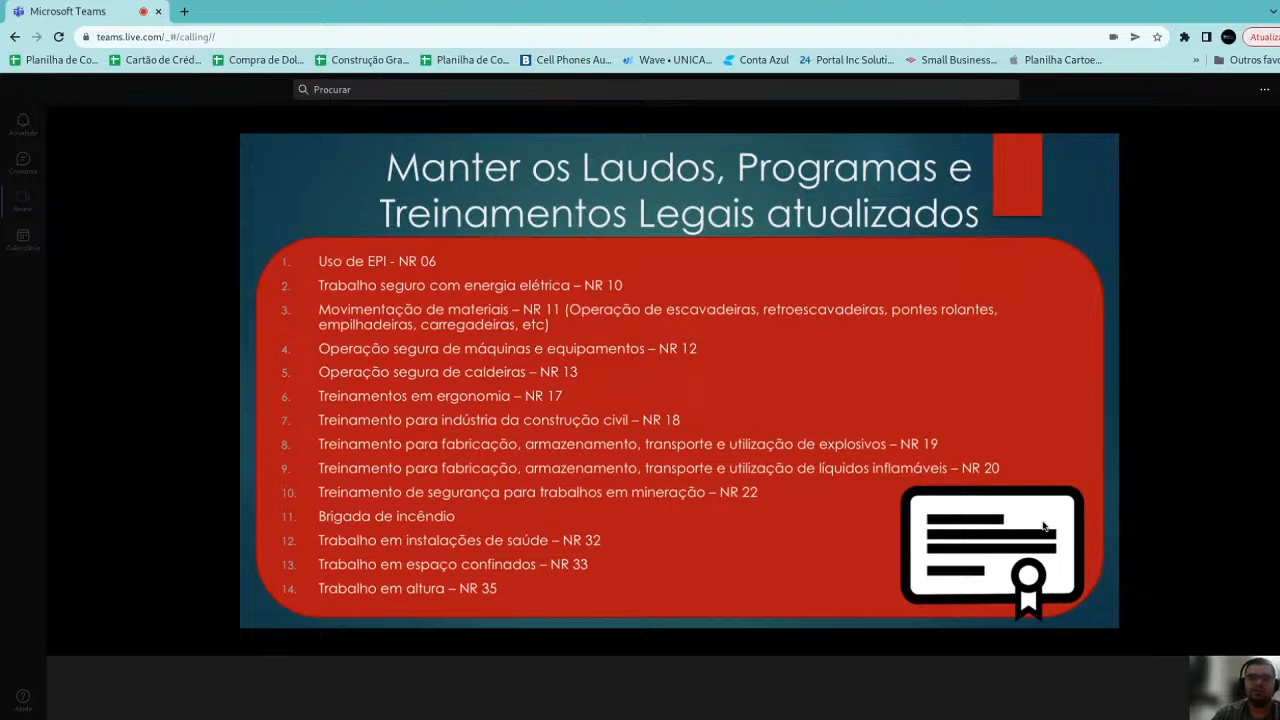 Microsoft Teams
teams.live.com/_#/calling//
Atualiza
Planilha de Co...
Cartão de Créd...
Compra de Dol...
Construção Gra...
Planilha de Co...
Cell Phones Au...
Wave • UNICA...
Conta Azul
24 Portal Inc Soluti...
Small Business...
Planilha Cartoe...
»
Outros favo
Procurar
Atividade
Calendário
Ajuda
Manter os Laudos, Programas e
Treinamentos Legais atualizados
1. Uso de EPI - NR 06
2. Trabalho seguro com energia elétrica – NR 10
3. Movimentação de materiais – NR 11 (Operação de escavadeiras, retroescavadeiras, pontes rolantes,
empilhadeiras, carregadeiras, etc)
4. Operação segura de máquinas e equipamentos – NR 12
5. Operação segura de caldeiras – NR 13
6. Treinamentos em ergonomia – NR 17
7. Treinamento para indústria da construção civil – NR 18
8. Treinamento para fabricação, armazenamento, transporte e utilização de explosivos – NR 19
9. Treinamento para fabricação, armazenamento, transporte e utilização de líquidos inflamáveis – NR 20
10. Treinamento de segurança para trabalhos em mineração – NR 22
11. Brigada de incêndio
12. Trabalho em instalações de saúde – NR 32
13. Trabalho em espaço confinados – NR 33
14. Trabalho em altura – NR 35